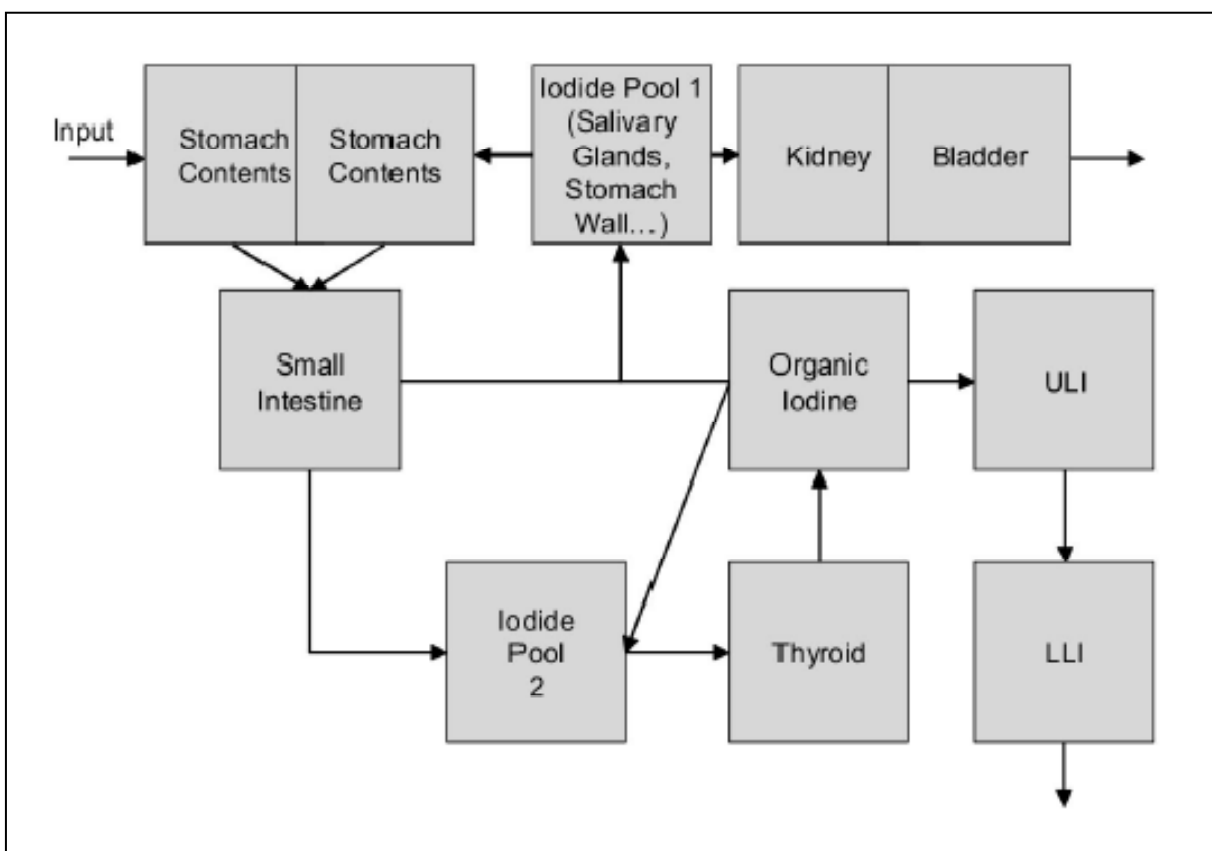 Input
Stomach
Contents
Stomach
Contents
Iodide Pool 1
(Salivary
Glands,
Stomach
Wall...)
Kidney
Bladder
Small
Intestine
Organic
Iodine
ULI
Iodide
Pool
2
Thyroid
LLI